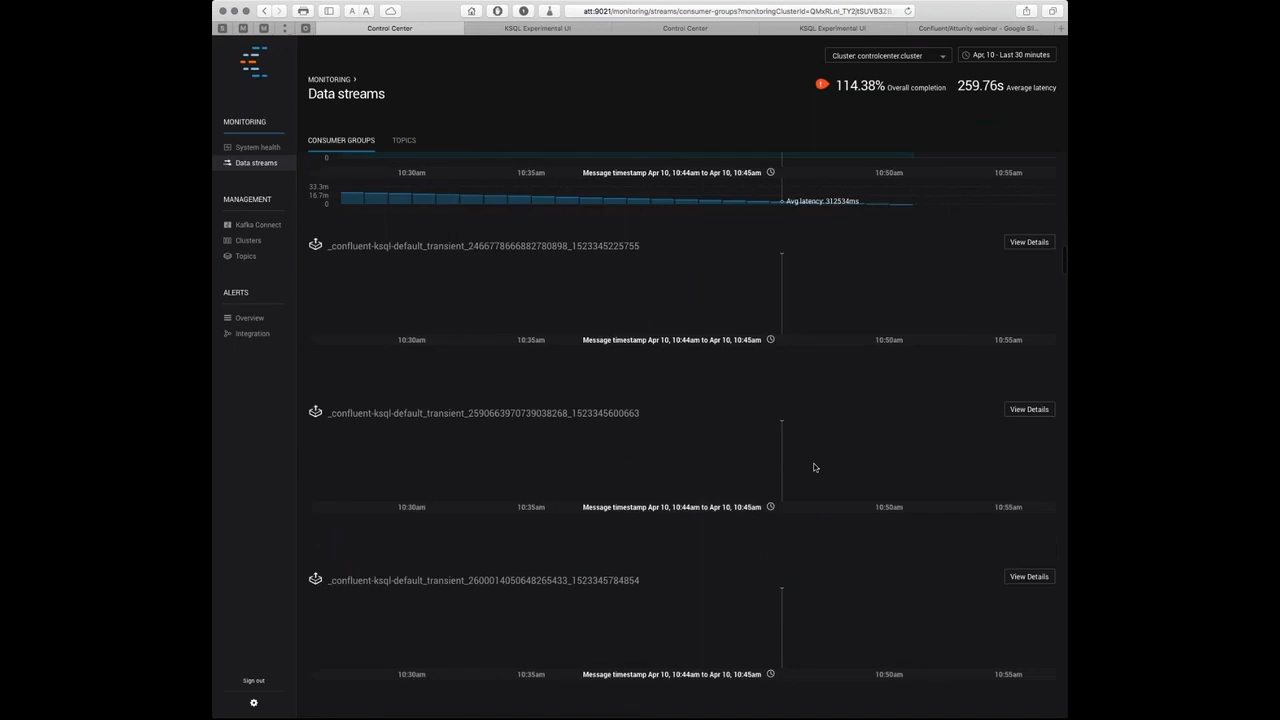 A A
att:9021/monitoring/streams/consumer-groups?monitoringClusterId=QMxRLnI_TY2jtSUVB3ZB
S M M O Control Center KSQL Experimental UI Control Center KSQL Experimental UI Confluent/Attunity webinar - Google Sli...
Cluster: controlcenter.cluster Apr, 10 - Last 30 minutes
MONITORING ›
Data streams
114.38% Overall completion 259.76s Average latency
MONITORING
System health
Data streams
MANAGEMENT
Kafka Connect
Clusters
Topics
ALERTS
Overview
Integration
Sign out
CONSUMER GROUPS TOPICS
0
10:30am 10:35am Message timestamp Apr 10, 10:44am to Apr 10, 10:45am 10:50am 10:55am
33.3m
16.7m
0
Avg latency: 312534ms
_confluent-ksql-default_transient_2466778666882780898_1523345225755 View Details
10:30am 10:35am Message timestamp Apr 10, 10:44am to Apr 10, 10:45am 10:50am 10:55am
_confluent-ksql-default_transient_2590663970739038268_1523345600663 View Details
10:30am 10:35am Message timestamp Apr 10, 10:44am to Apr 10, 10:45am 10:50am 10:55am
_confluent-ksql-default_transient_2600014050648265433_1523345784854 View Details
10:30am 10:35am Message timestamp Apr 10, 10:44am to Apr 10, 10:45am 10:50am 10:55am